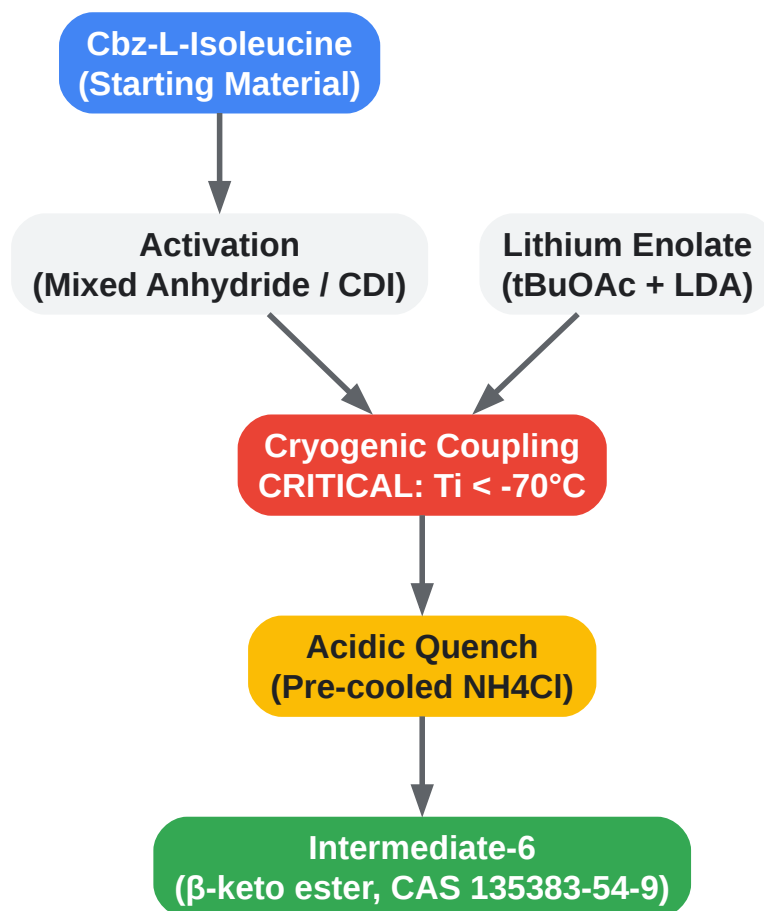 Cbz-L-Isoleucine
(Starting Material)
Activation
(Mixed Anhydride / CDI)
Lithium Enolate
(tBuOAc + LDA)
Cryogenic Coupling
CRITICAL: Ti < -70°C
Acidic Quench
(Pre-cooled NH4Cl)
Intermediate-6
(β-keto ester, CAS 135383-54-9)